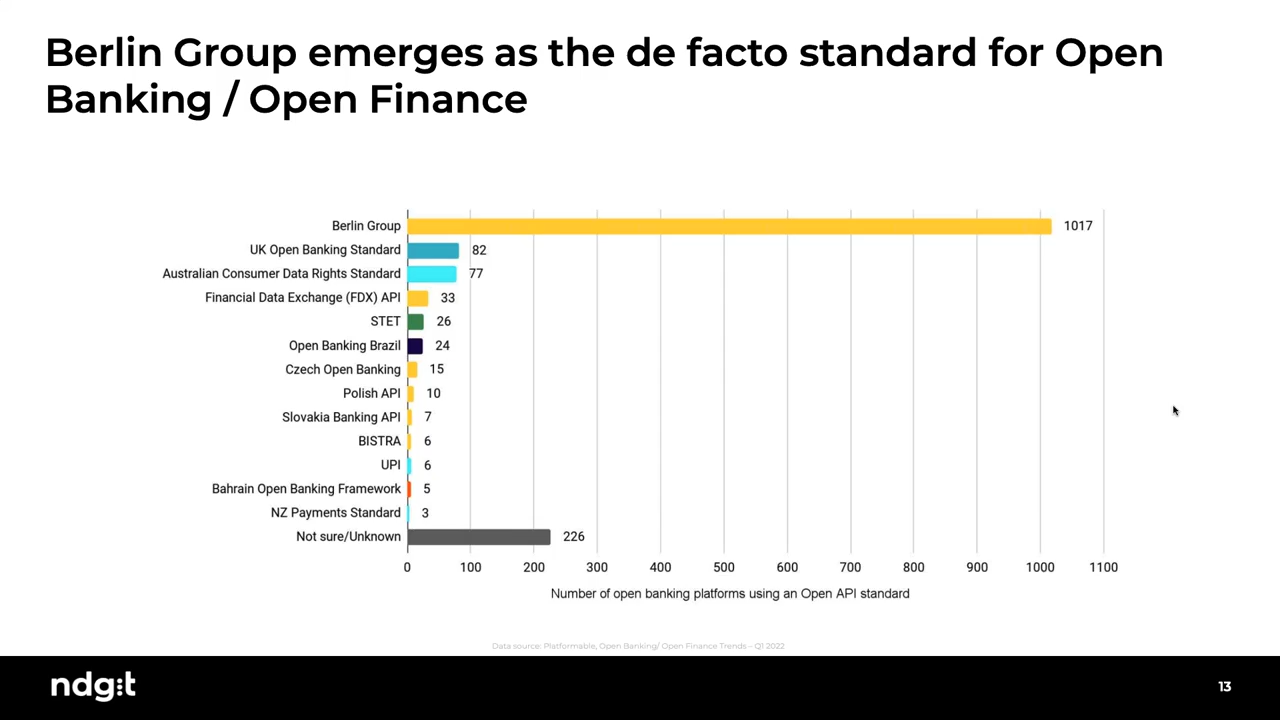 Berlin Group emerges as the de facto standard for Open
Banking / Open Finance
Berlin Group 1017
UK Open Banking Standard 82
Australian Consumer Data Rights Standard 77
Financial Data Exchange (FDX) API 33
STET 26
Open Banking Brazil 24
Czech Open Banking 15
Polish API 10
Slovakia Banking API 7
BISTRA 6
UPI 6
Bahrain Open Banking Framework 5
NZ Payments Standard 3
Not sure/Unknown 226
0 100 200 300 400 500 600 700 800 900 1000 1100
Number of open banking platforms using an Open API standard
Data source: Platformable, Open Banking/ Open Finance Trends - Q1 2022
ndgit
13